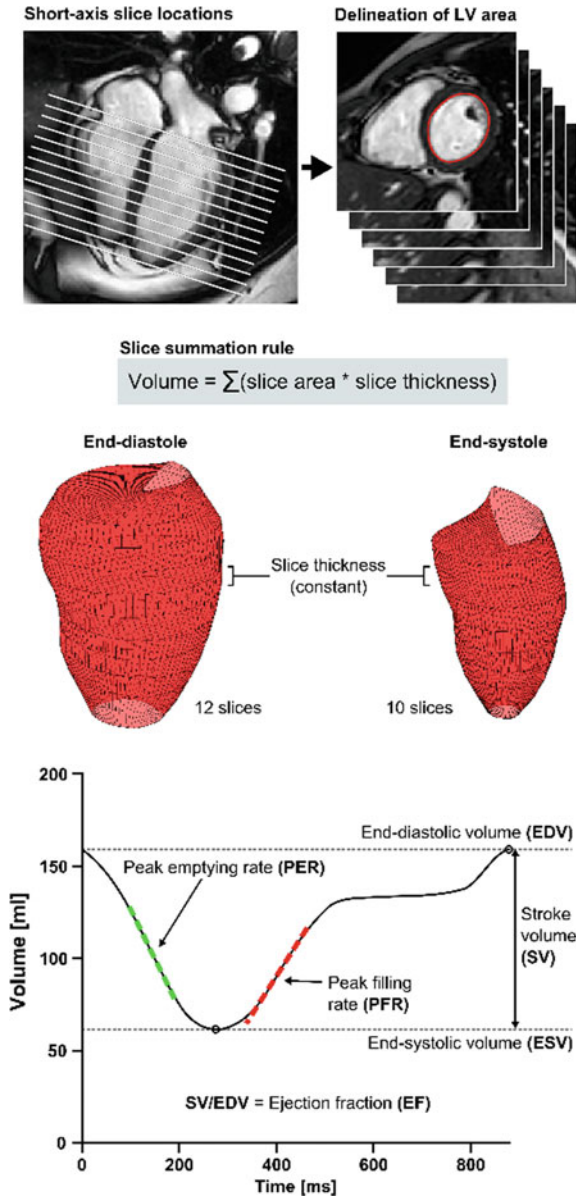 Short-axis slice locations
Delineation of LV area
Slice summation rule
Volume = ∑(slice area * slice thickness)
End-diastole
End-systole
Slice thickness
(constant)
12 slices
10 slices
200
150
100
50
0
Volume [ml]
End-diastolic volume (EDV)
Peak emptying rate (PER)
Stroke
volume
(SV)
Peak filling
rate (PFR)
End-systolic volume (ESV)
SV/EDV = Ejection fraction (EF)
0
200
400
600
800
Time [ms]